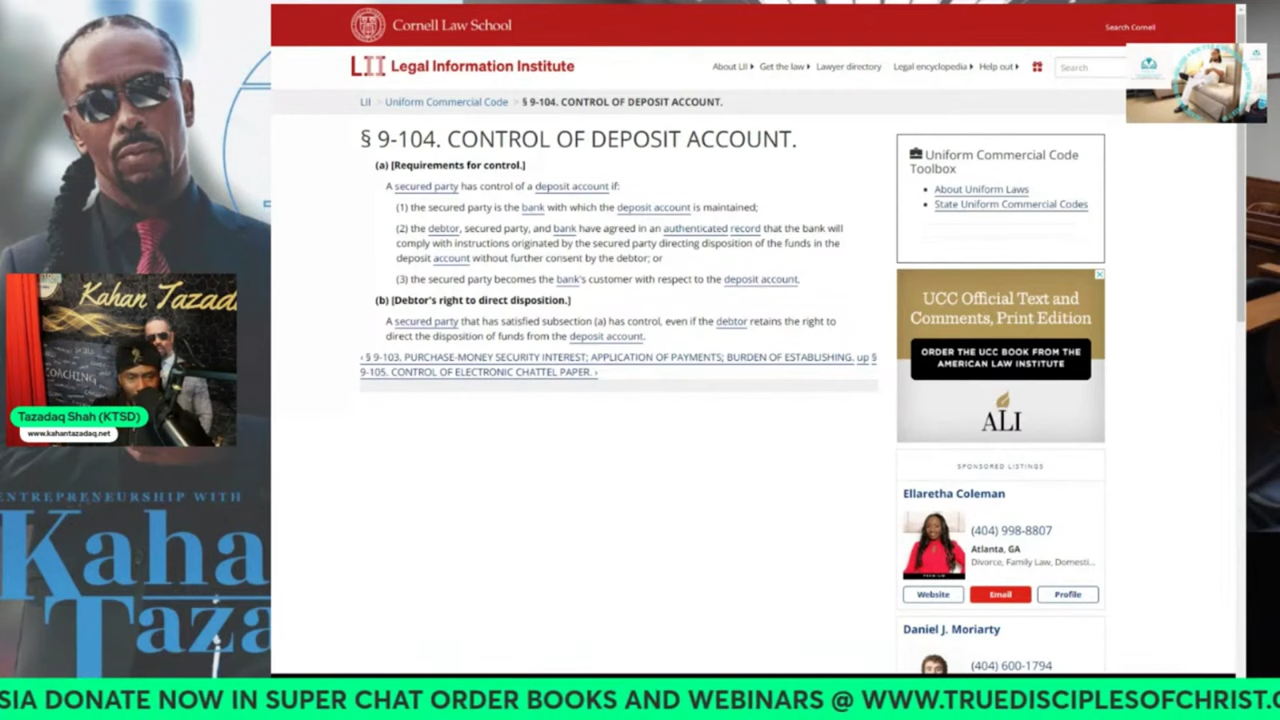 Cornell Law School
Search Cornell
LII Legal Information Institute
About LII
Get the law
Lawyer directory
Legal encyclopedia
Help out
Search
LII > Uniform Commercial Code > § 9-104. CONTROL OF DEPOSIT ACCOUNT.
§ 9-104. CONTROL OF DEPOSIT ACCOUNT.
(a) [Requirements for control.]
A secured party has control of a deposit account if:
(1) the secured party is the bank with which the deposit account is maintained;
(2) the debtor, secured party, and bank have agreed in an authenticated record that the bank will
comply with instructions originated by the secured party directing disposition of the funds in the
deposit account without further consent by the debtor; or
(3) the secured party becomes the bank's customer with respect to the deposit account.
(b) [Debtor's right to direct disposition.]
A secured party that has satisfied subsection (a) has control, even if the debtor retains the right to
direct the disposition of funds from the deposit account.
‹ § 9-103. PURCHASE-MONEY SECURITY INTEREST; APPLICATION OF PAYMENTS; BURDEN OF ESTABLISHING. up §
9-105. CONTROL OF ELECTRONIC CHATTEL PAPER. ›
Uniform Commercial Code
Toolbox
About Uniform Laws
State Uniform Commercial Codes
UCC Official Text and
Comments, Print Edition
ORDER THE UCC BOOK FROM THE
AMERICAN LAW INSTITUTE
ALI
SPONSORED LISTINGS
Ellaretha Coleman
(404) 998-8807
Atlanta, GA
Divorce, Family Law, Domesti...
Website
Email
Profile
Daniel J. Moriarty
(404) 600-1794
Kahan Tazad
COACHING
Tazadaq Shah (KTSD)
www.kahantazadaq.net
ENTREPRENEURSHIP WITH
Kaha
Taza
SIA DONATE NOW IN SUPER CHAT ORDER BOOKS AND WEBINARS @ WWW.TRUEDISCIPLESOFCHRIST.